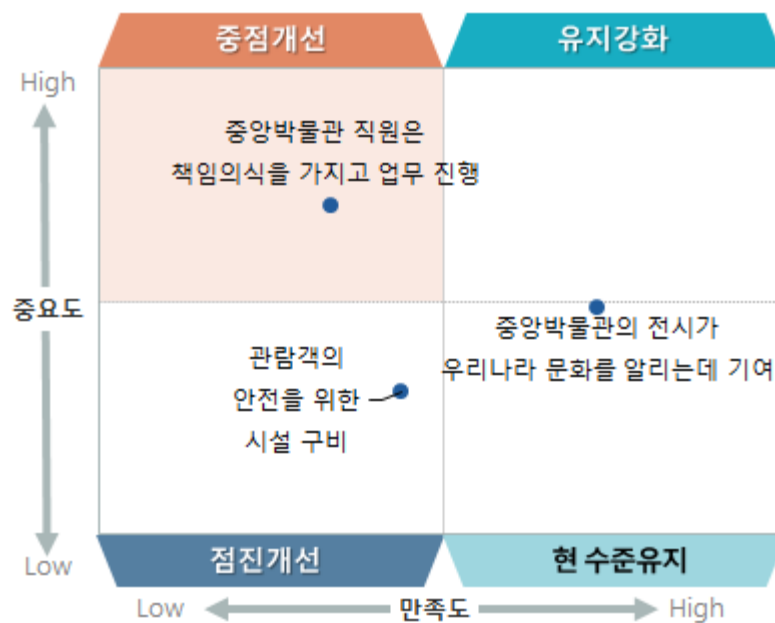 중점개선
유지강화
High
중앙박물관 직원은
책임의식을 가지고 업무 진행
중요도
중앙박물관의 전시가
우리나라 문화를 알리는데 기여
관람객의
안전을 위한
시설 구비
Low
점진개선
현 수준유지
Low
만족도
High